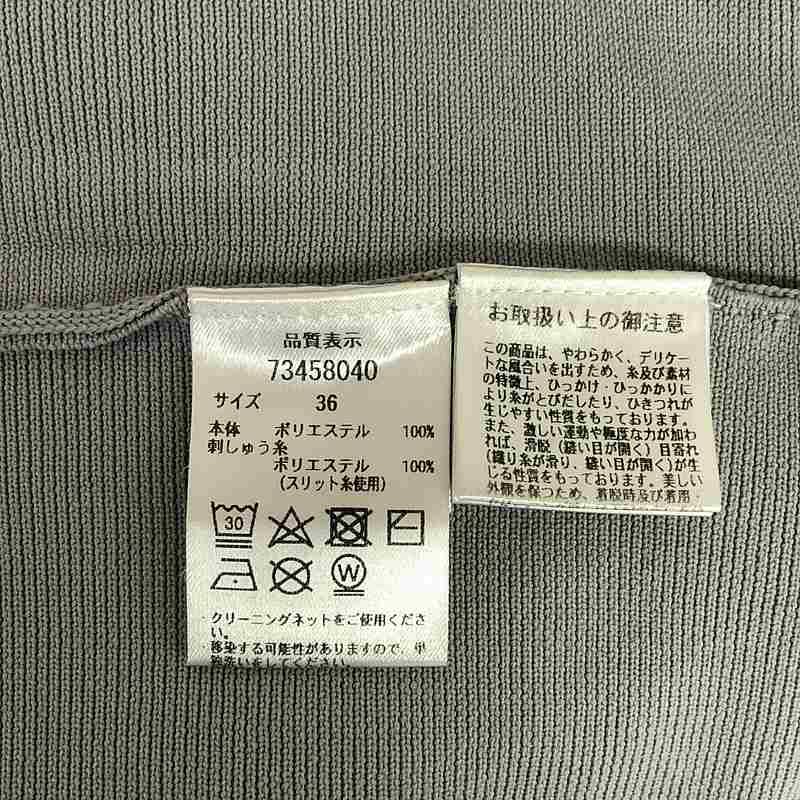 品質表示
73458040
サイズ 36
本体 ポリエステル 100%
刺しゅう糸
ポリエステル 100%
(スリット糸使用)
30
W
・クリーニングネットをご使用くださ
い。
・移染する可能性がありますので、単
独洗いをしてください。
お取扱い上の御注意
この商品は、やわらかく、デリケー
トな風合いを出すため、糸及び素材
の特徴上、ひっかけ・ひっかかりに
より糸がとびだしたり、ひきつれが
生じやすい性質をもっております。
また、激しい運動や極度な力が加わ
れば、滑脱(縫い目が開く)目寄れ
(織り糸が滑り、縫い目が開く)が生
じる性質をもっております。美しい
外観を保つため、着脱時及び着用・